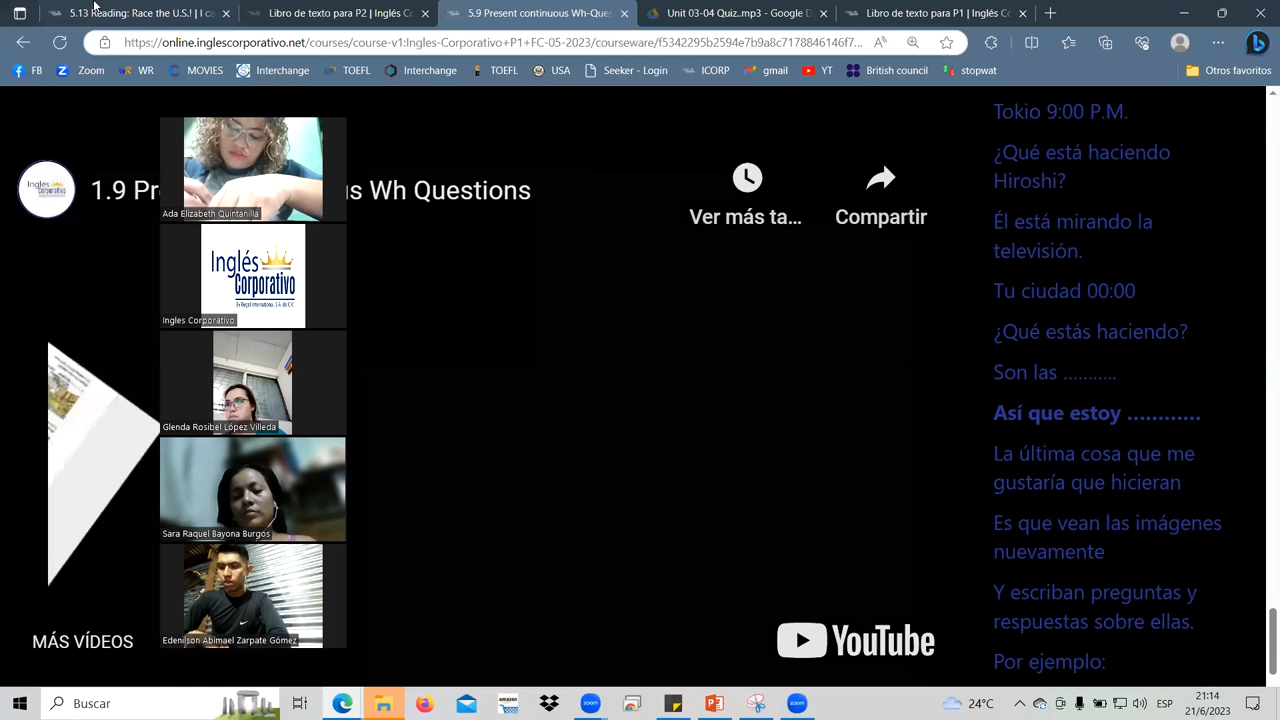 5.13 Reading: Race the U.S.! | I
Libro de texto para P1 | Inglés Co
5.9 Present continuous Wh-Ques
Unit 03-04 Quiz..mp3 - Google D
Libro de texto para P1 | Inglés Co
https://online.inglescorporativo.net/courses/course-v1:Ingles-Corporativo+P1+FC-05-2023/courseware/f5342295b2594e7b9a8c7178846146f7...
FB
Zoom
WR
MOVIES
Interchange
TOEFL
Interchange
TOEFL
USA
Seeker - Login
ICORP
gmail
YT
British council
stopwat
Otros favoritos
Inglés
Corporativo
1.9 Pr
s Wh Questions
Ver más ta...
Compartir
Ada Elizabeth Quintanilla
Inglés
Corporativo
Ingles Corporativo
Glenda Rosibel López Villeda
Sara Raquel Bayona Burgos
Edenilson Abimael Zarpate Gómez
MÁS VÍDEOS
YouTube
Tokio 9:00 P.M.
¿Qué está haciendo
Hiroshi?
Él está mirando la
televisión.
Tu ciudad 00:00
¿Qué estás haciendo?
Son las ...........
Así que estoy ............
La última cosa que me
gustaría que hicieran
Es que vean las imágenes
nuevamente
Y escriban preguntas y
respuestas sobre ellas.
Por ejemplo:
Buscar
21°C
ESP
21:14
21/6/2023